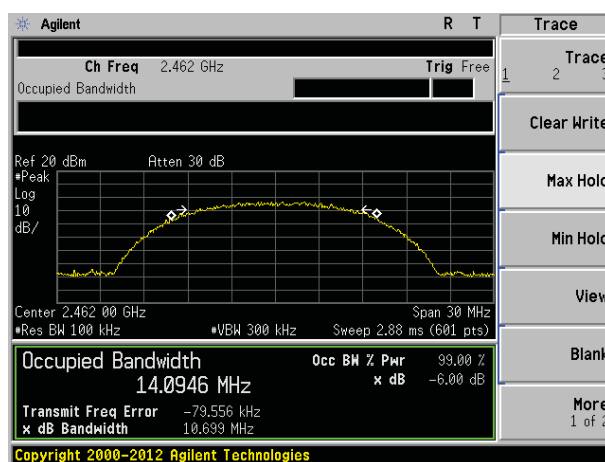 Agilent R T Trace
Ch Freq 2.462 GHz Trig Free
Occupied Bandwidth
Trace
1 2 3
Clear Write
Max Hold
Min Hold
View
Blank
More
1 of 2
Ref 20 dBm Atten 30 dB
#Peak
Log
10
dB/
Center 2.462 00 GHz Span 30 MHz
#Res BW 100 kHz #VBW 300 kHz Sweep 2.88 ms (601 pts)
Occupied Bandwidth Occ BW % Pwr 99.00 %
14.0946 MHz x dB -6.00 dB
Transmit Freq Error -79.556 kHz
x dB Bandwidth 10.699 MHz
Copyright 2000-2012 Agilent Technologies